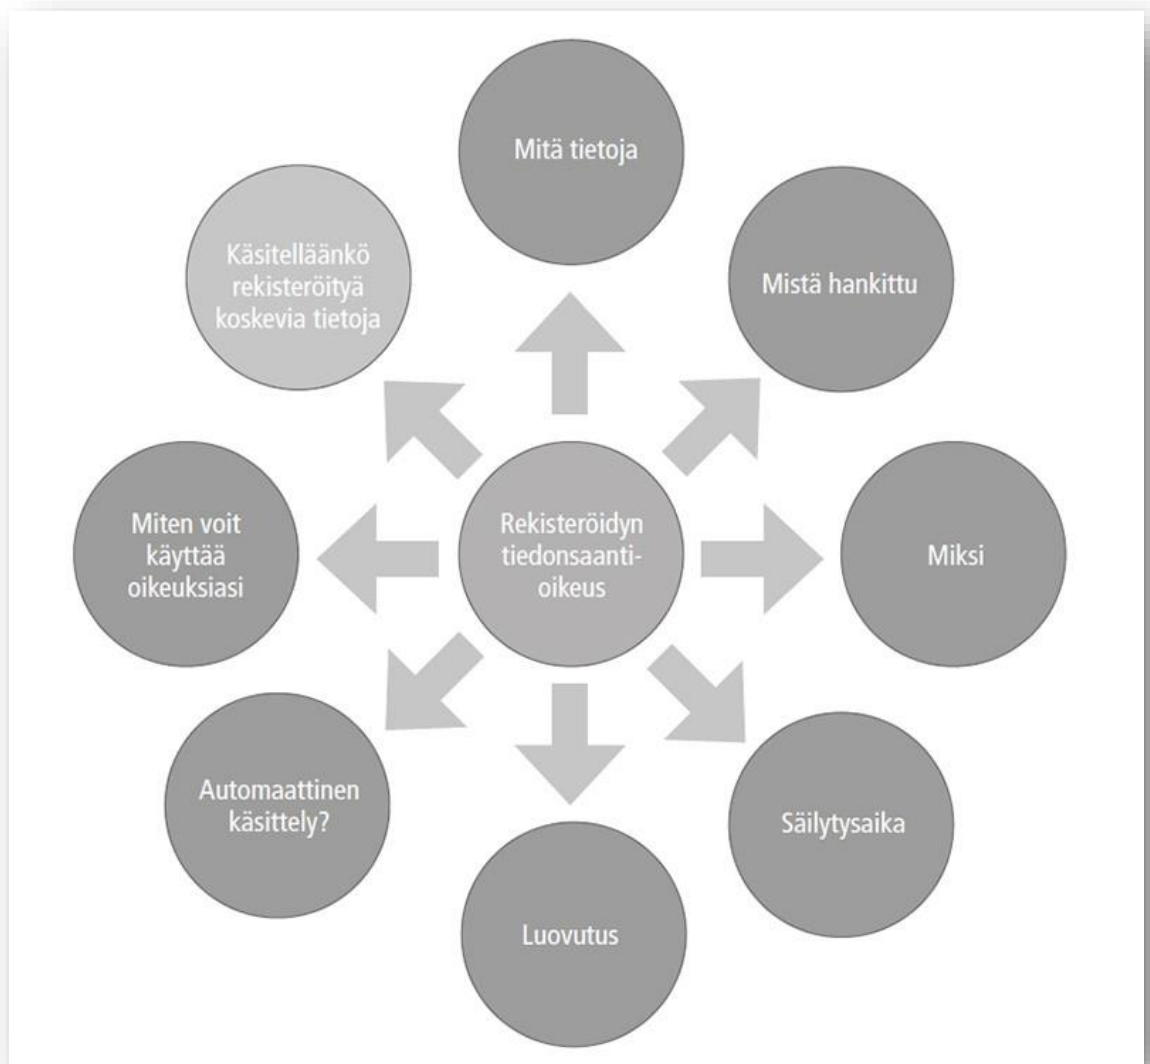 Mitä tietoja
Käsitelläänkö
rekisteröityä
koskevia tietoja
Mistä hankittu
Miten voit
käyttää
oikeuksiasi
Rekisteröidyn
tiedonsaanti-
oikeus
Miksi
Automaattinen
käsittely?
Säilytysaika
Luovutus